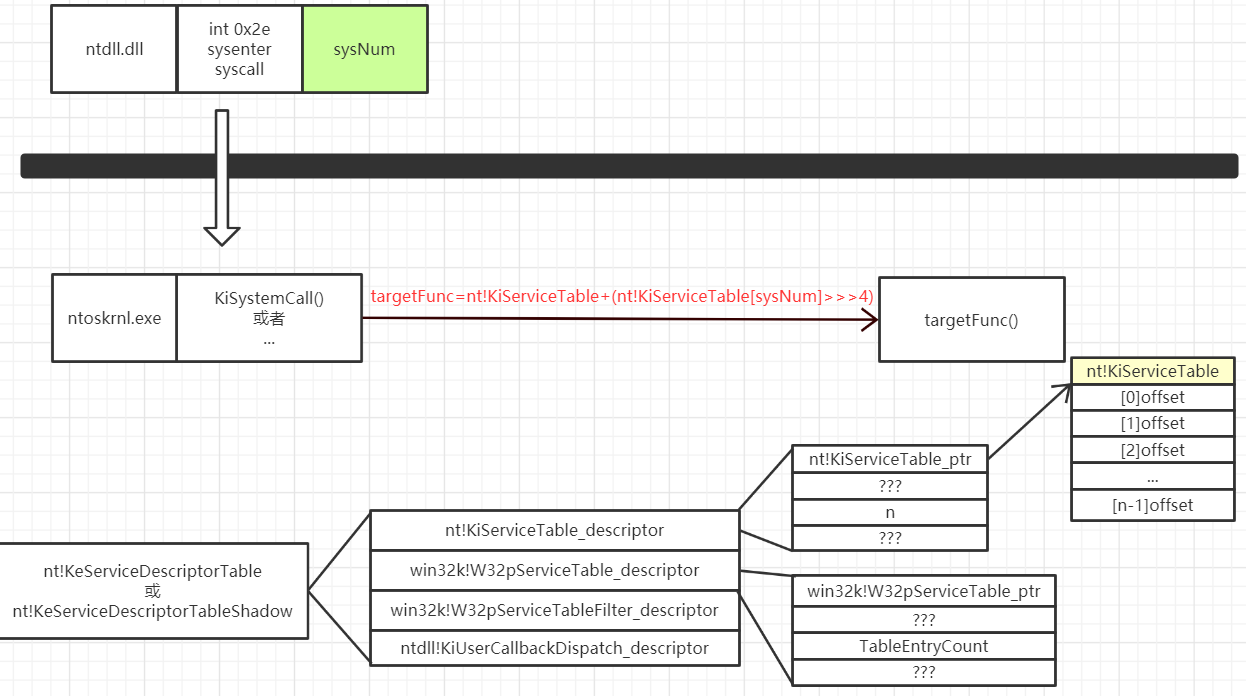 ntdll.dll
int 0x2e
sysenter
syscall
sysNum
ntoskrnl.exe
KiSystemCall()
或者
...
targetFunc=nt!KiServiceTable+(nt!KiServiceTable[sysNum]>>>4)
targetFunc()
nt!KiServiceTable
[0]offset
[1]offset
[2]offset
...
[n-1]offset
nt!KiServiceTable_ptr
???
n
???
nt!KeServiceDescriptorTable
或
nt!KeServiceDescriptorTableShadow
nt!KiServiceTable_descriptor
win32k!W32pServiceTable_descriptor
win32k!W32pServiceTableFilter_descriptor
ntdll!KiUserCallbackDispatch_descriptor
win32k!W32pServiceTable_ptr
???
TableEntryCount
???